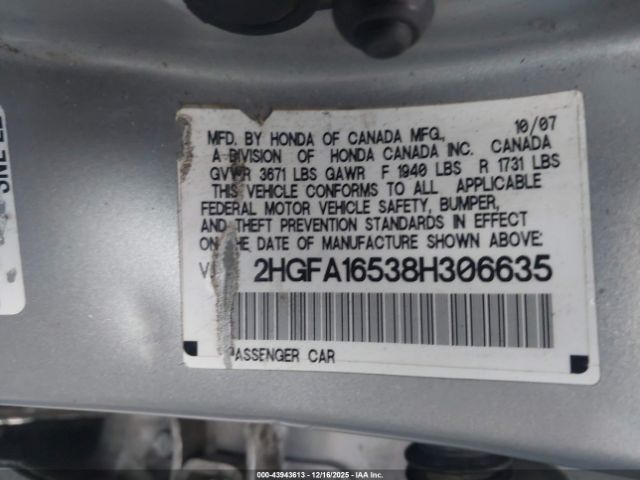 MFD. BY HONDA OF CANADA MFG., 10/07
A DIVISION OF HONDA CANADA INC. CANADA
GVWR 3671 LBS GAWR F 1940 LBS R 1731 LBS
THIS VEHICLE CONFORMS TO ALL APPLICABLE
FEDERAL MOTOR VEHICLE SAFETY, BUMPER,
AND THEFT PREVENTION STANDARDS IN EFFECT
ON THE DATE OF MANUFACTURE SHOWN ABOVE:
2HGFA16538H306635
PASSENGER CAR
000-43943613 - 12/16/2025 - IAA Inc.